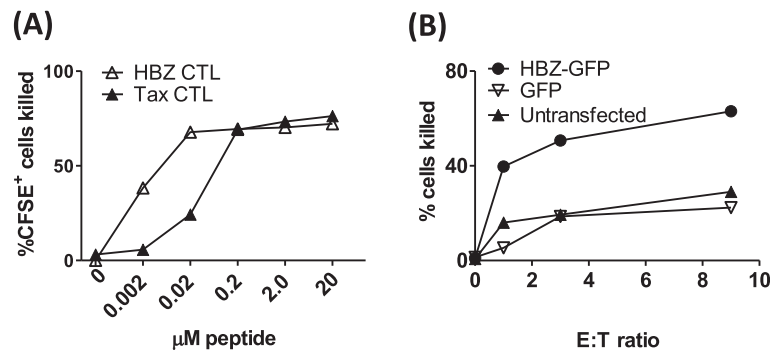 (A)
%CFSE+ cells killed
100
50
0
HBZ CTL
Tax CTL
0
0.002
0.02
0.2
2.0
20
μM peptide
(B)
% cells killed
80
40
0
HBZ-GFP
GFP
Untransfected
0
2
4
6
8
10
E:T ratio